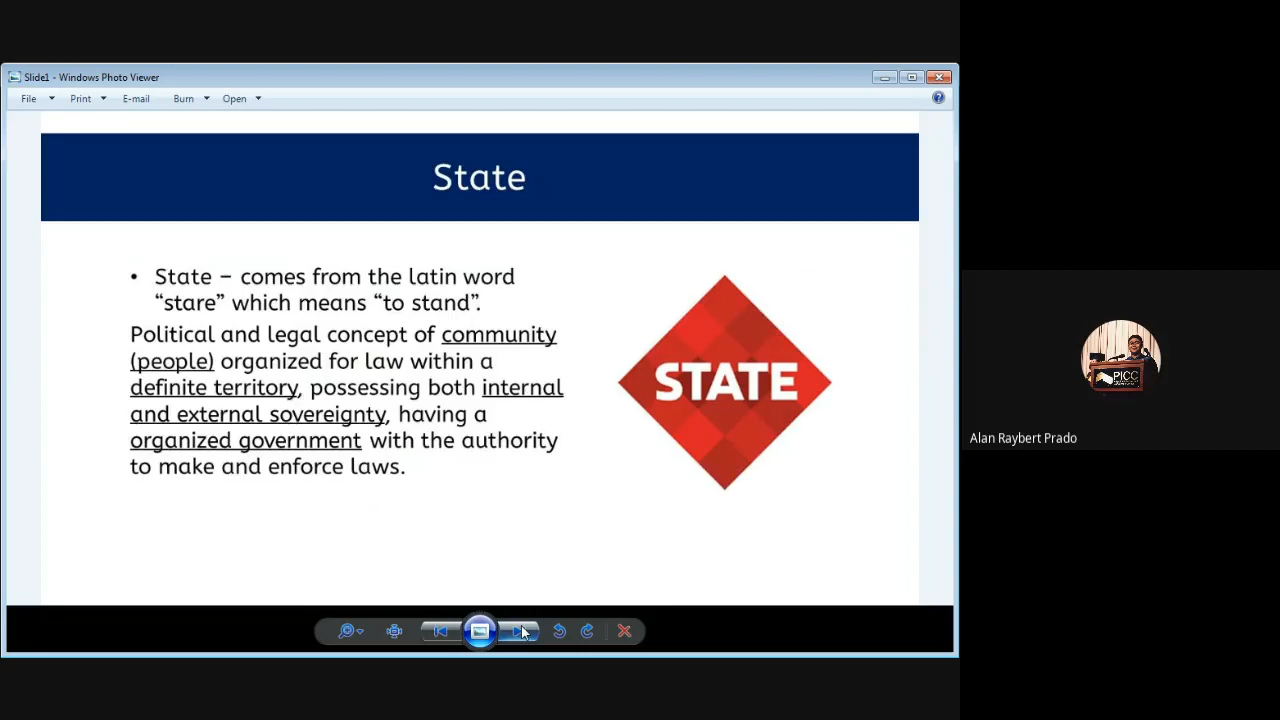 Slide1 - Windows Photo Viewer
File Print E-mail Burn Open
State
• State – comes from the latin word
“stare” which means “to stand”.
Political and legal concept of community
(people) organized for law within a
definite territory, possessing both internal
and external sovereignty, having a
organized government with the authority
to make and enforce laws.
STATE
PICC
Alan Raybert Prado